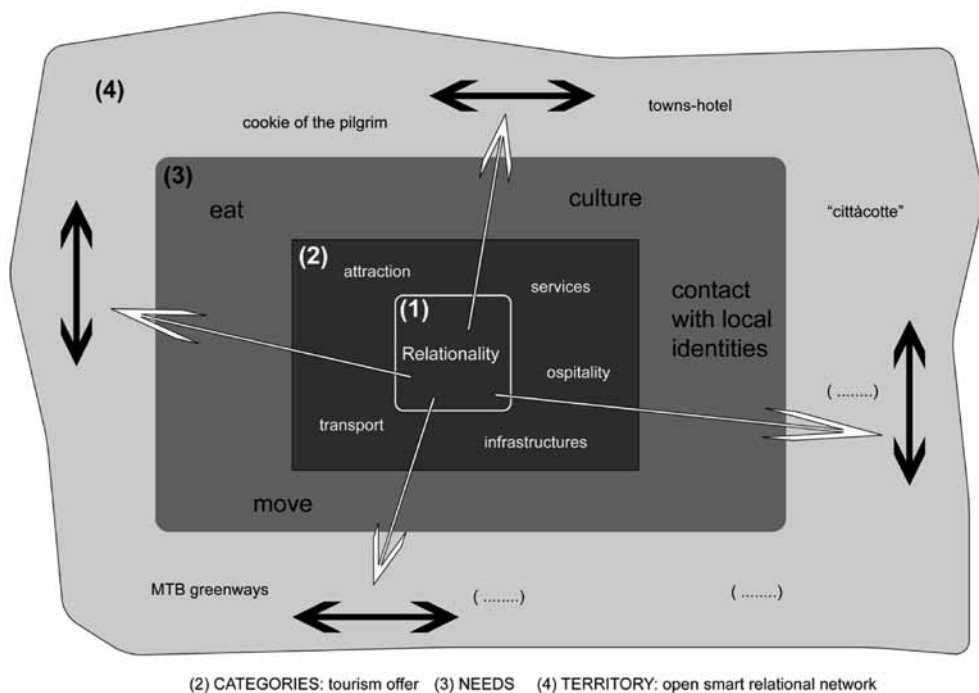 (4)
cookie of the pilgrim
towns-hotel
(3)
eat
culture
"cittàcotte"
(2)
attraction
services
(1)
Relationality
contact
with local
identities
ospitality
( ........)
transport
infrastructures
move
MTB greenways
( ........)
( ........)
(2) CATEGORIES: tourism offer (3) NEEDS (4) TERRITORY: open smart relational network